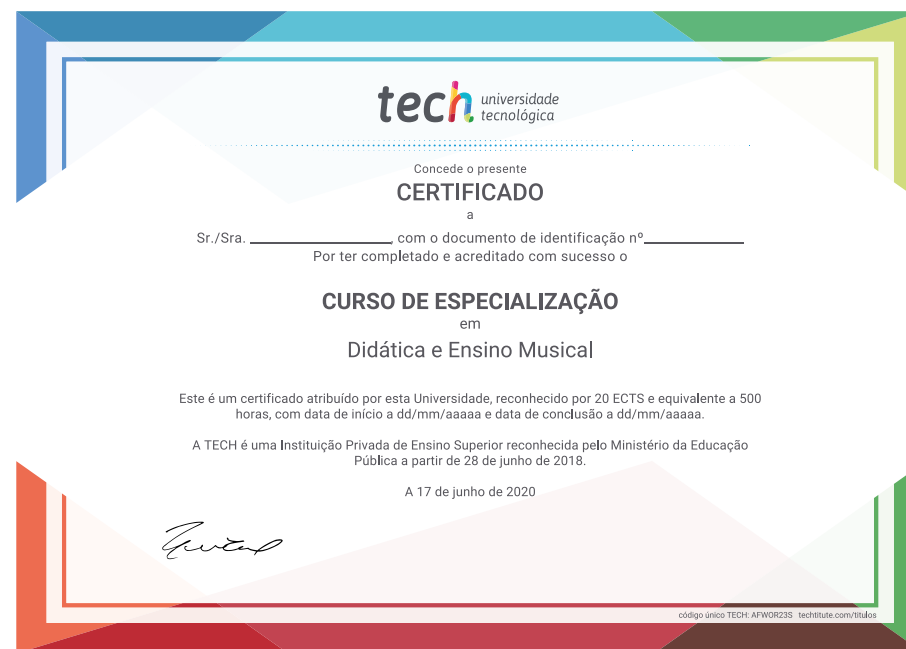 tech universidade
tecnológica
Concede o presente
CERTIFICADO
a
Sr./Sra. ____________________, com o documento de identificação nº______________
Por ter completado e acreditado com sucesso o
CURSO DE ESPECIALIZAÇÃO
em
Didática e Ensino Musical
Este é um certificado atribuído por esta Universidade, reconhecido por 20 ECTS e equivalente a 500
horas, com data de início a dd/mm/aaaaa e data de conclusão a dd/mm/aaaaa.
A TECH é uma Instituição Privada de Ensino Superior reconhecida pelo Ministério da Educação
Pública a partir de 28 de junho de 2018.
A 17 de junho de 2020
código único TECH: AFWOR23S techtitute.com/titulos